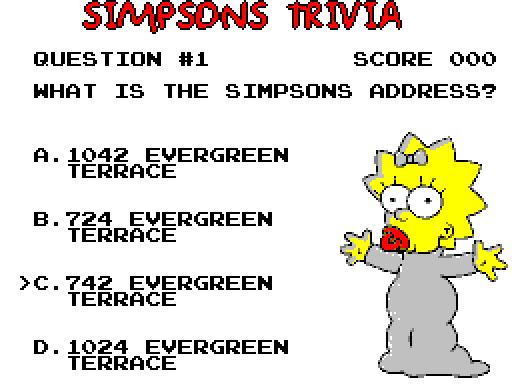 SIMPSONS TRIVIA
QUESTION #1 SCORE 000
WHAT IS THE SIMPSONS ADDRESS?
A. 1042 EVERGREEN
TERRACE
B. 724 EVERGREEN
TERRACE
>C. 742 EVERGREEN
TERRACE
D. 1024 EVERGREEN
TERRACE